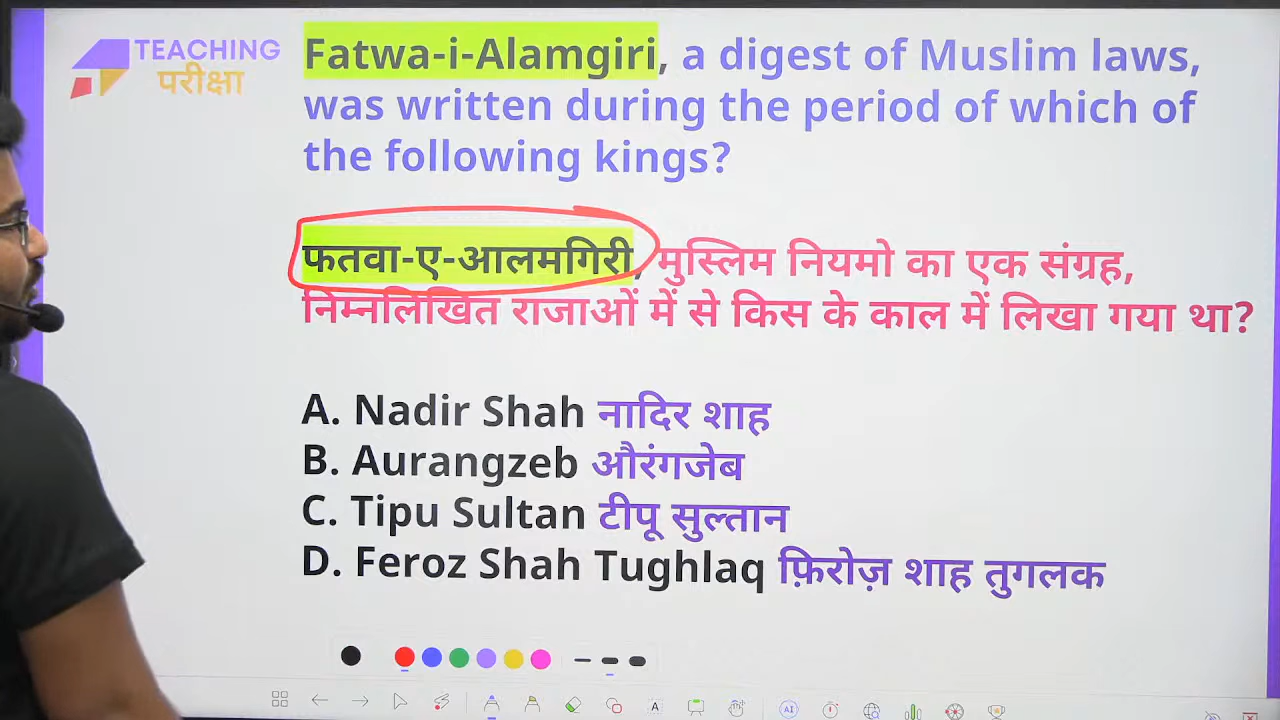 TEACHING
परीक्षा
Fatwa-i-Alamgiri, a digest of Muslim laws,
was written during the period of which of
the following kings?
फतवा-ए-आलमगिरी, मुस्लिम नियमो का एक संग्रह,
निम्नलिखित राजाओं में से किस के काल में लिखा गया था?
A. Nadir Shah नादिर शाह
B. Aurangzeb औरंगजेब
C. Tipu Sultan टीपू सुल्तान
D. Feroz Shah Tughlaq फ़िरोज़ शाह तुगलक
A
AI